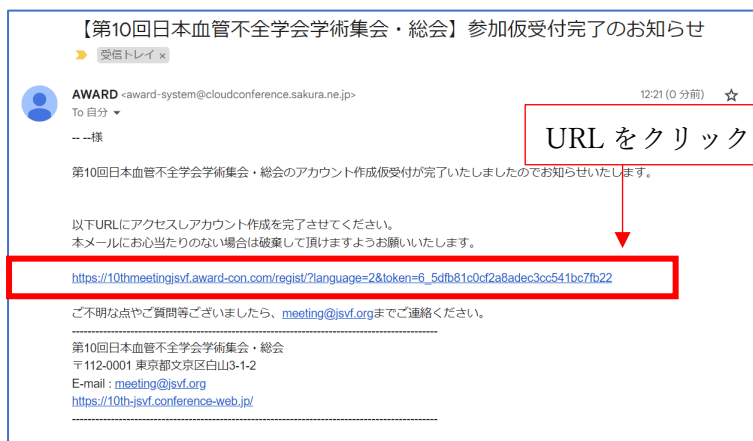 【第10回日本血管不全学会学術集会・総会】参加仮受付完了のお知らせ
受信トレイ ×
AWARD <award-system@cloudconference.sakura.ne.jp>
12:21 (0 分前)
To 自分
-- --様
URL をクリック
第10回日本血管不全学会学術集会・総会のアカウント作成仮受付が完了いたしましたのでお知らせいたします。
以下URLにアクセスしアカウント作成を完了させてください。
本メールにお心当たりのない場合は破棄して頂けますようお願いいたします。
https://10thmeetingjsvf.award-con.com/regist/?language=2&token=6_5dfb81c0cf2a8adec3cc541bc7fb22
ご不明な点やご質問等ございましたら、meeting@jsvf.orgまでご連絡ください。
--------------------------------------------------------------------------------
第10回日本血管不全学会学術集会・総会
〒112-0001 東京都文京区白山3-1-2
E-mail : meeting@jsvf.org
https://10th-jsvf.conference-web.jp/
--------------------------------------------------------------------------------